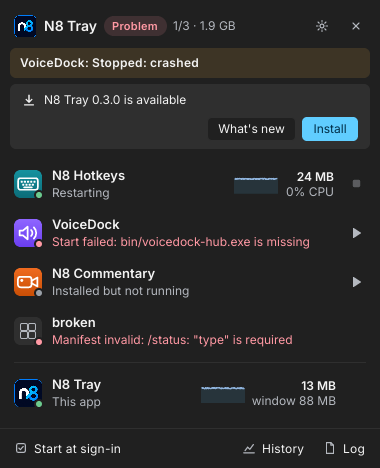 n8 N8 Tray Problem 1/3 · 1.9 GB
VoiceDock: Stopped: crashed
N8 Tray 0.3.0 is available
What's new Install
N8 Hotkeys 24 MB
Restarting 0% CPU
VoiceDock
Start failed: bin/voicedock-hub.exe is missing
N8 Commentary
Installed but not running
broken
Manifest invalid: /status: "type" is required
n8 N8 Tray 13 MB
This app window 88 MB
Start at sign-in History Log